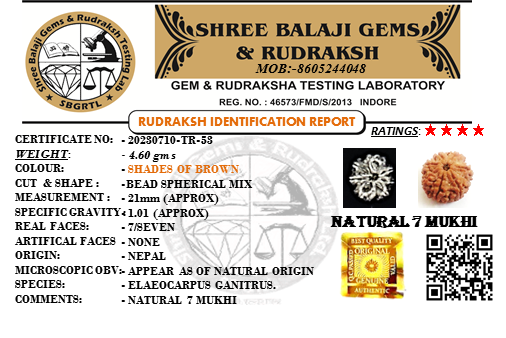 Shree Balaji Gems & Rudraksh Testing Lab
SBGRTL
SHREE BALAJI GEMS
& RUDRAKSH
MOB:-8605244048
GEM & RUDRAKSHA TESTING LABORATORY
REG. NO. : 46573/FMD/S/2013 INDORE
RUDRAKSH IDENTIFICATION REPORT
RATINGS:
CERTIFICATE NO: - 20230710-TR-53
WEIGHT: - 4.60 gms
COLOUR: - SHADES OF BROWN
CUT & SHAPE : -BEAD SPHERICAL MIX
MEASUREMENT : - 21mm (APPROX)
SPECIFIC GRAVITY- 1.01 (APPROX)
REAL FACES: - 7/SEVEN
ARTIFICAL FACES - NONE
ORIGIN: - NEPAL
MICROSCOPIC OBV:- APPEAR AS OF NATURAL ORIGIN
SPECIES: - ELAEOCARPUS GANITRUS.
COMMENTS: - NATURAL 7 MUKHI
NATURAL 7 MUKHI
BEST QUALITY
ORIGINAL
GENUINE
AUTHENTIC
VALID